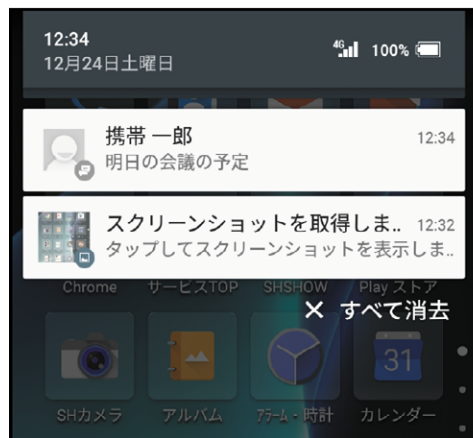 12:34
4G 100%
12月24日土曜日
携帯 一郎 12:34
明日の会議の予定
スクリーンショットを取得しま.. 12:32
タップしてスクリーンショットを表示しま..
Chrome サービスTOP SHSHOW Play ストア
× すべて消去
31
SHカメラ アルバム アラーム・時計 カレンダー